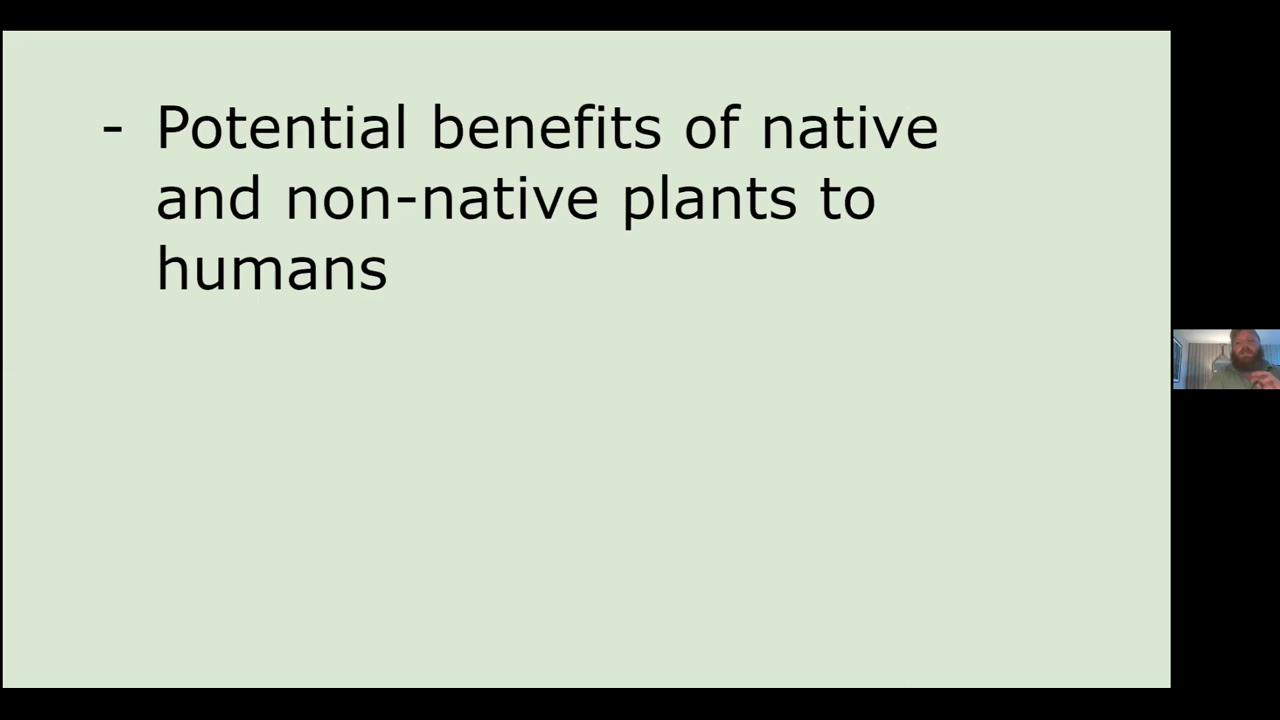 - Potential benefits of native
and non-native plants to
humans